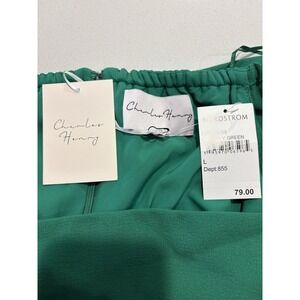 Charles
Henry
Charles Henry
NORDSTROM
GREEN
L
Dept 855
79.00